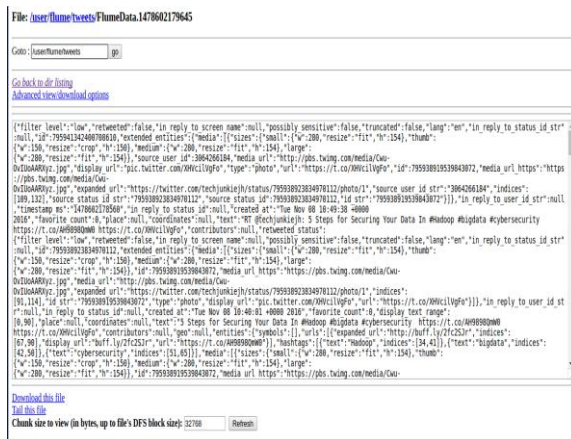 File: /user/flume/tweets/FlumeData.1478602179645
Goto : /user/flume/tweets go
Go back to dir listing
Advanced view/download options
{"filter_level":"low","retweeted":false,"in_reply_to_screen_name":null,"possibly_sensitive":false,"truncated":false,"lang":"en","in_reply_to_status_id_str"
:null,"id":795941342400708610,"extended_entities":{"media":[{"sizes":{"small":{"w":280,"resize":"fit","h":154},"thumb":
{"w":150,"resize":"crop","h":150},"medium":{"w":280,"resize":"fit","h":154},"large":
{"w":280,"resize":"fit","h":154}},"source_user_id":3064266184,"media_url":"http://pbs.twimg.com/media/Cwu-
OvIUoAARXyz.jpg","display_url":"pic.twitter.com/XHVcilVgFo","type":"photo","url":"https://t.co/XHVcilVgFo","id":795938919539843072,"media_url_https":"https
://pbs.twimg.com/media/Cwu-
OvIUoAARXyz.jpg","expanded_url":"https://twitter.com/techjunkiejh/status/795938923834970112/photo/1","source_user_id_str":"3064266184","indices":
[109,132],"source_status_id_str":"795938923834970112","source_status_id":795938923834970112,"id_str":"795938919539843072"}]},"in_reply_to_user_id_str":null
,"timestamp_ms":"1478602178560","in_reply_to_status_id":null,"created_at":"Tue Nov 08 10:49:38 +0000
2016","favorite_count":0,"place":null,"coordinates":null,"text":"RT @techjunkiejh: 5 Steps for Securing Your Data In #Hadoop #bigdata #cybersecurity
https://t.co/AH9898QmW0 https://t.co/XHVcilVgFo","contributors":null,"retweeted_status":
{"filter_level":"low","retweeted":false,"in_reply_to_screen_name":null,"possibly_sensitive":false,"truncated":false,"lang":"en","in_reply_to_status_id_str"
:null,"id":795938923834970112,"extended_entities":{"media":[{"sizes":{"small":{"w":280,"resize":"fit","h":154},"thumb":
{"w":150,"resize":"crop","h":150},"medium":{"w":280,"resize":"fit","h":154},"large":
{"w":280,"resize":"fit","h":154}},"id":795938919539843072,"media_url_https":"https://pbs.twimg.com/media/Cwu-
OvIUoAARXyz.jpg","media_url":"http://pbs.twimg.com/media/Cwu-
OvIUoAARXyz.jpg","expanded_url":"https://twitter.com/techjunkiejh/status/795938923834970112/photo/1","indices":
[91,114],"id_str":"795938919539843072","type":"photo","display_url":"pic.twitter.com/XHVcilVgFo","url":"https://t.co/XHVcilVgFo"}]},"in_reply_to_user_id_st
r":null,"in_reply_to_status_id":null,"created_at":"Tue Nov 08 10:40:01 +0000 2016","favorite_count":0,"display_text_range":
[0,90],"place":null,"coordinates":null,"text":"5 Steps for Securing Your Data In #Hadoop #bigdata #cybersecurity https://t.co/AH9898QmW0
https://t.co/XHVcilVgFo","contributors":null,"geo":null,"entities":{"symbols":[],"urls":[{"expanded_url":"http://buff.ly/2fc2SJr","indices":
[67,90],"display_url":"buff.ly/2fc2SJr","url":"https://t.co/AH9898QmW0"}],"hashtags":[{"text":"Hadoop","indices":[34,41]},{"text":"bigdata","indices":
[42,50]},{"text":"cybersecurity","indices":[51,65]}],"media":[{"sizes":{"small":{"w":280,"resize":"fit","h":154},"thumb":
{"w":150,"resize":"crop","h":150},"medium":{"w":280,"resize":"fit","h":154},"large":
{"w":280,"resize":"fit","h":154}},"id":795938919539843072,"media_url_https":"https://pbs.twimg.com/media/Cwu-
Download this file
Tail this file
Chunk size to view (in bytes, up to file's DFS block size): 32768 Refresh